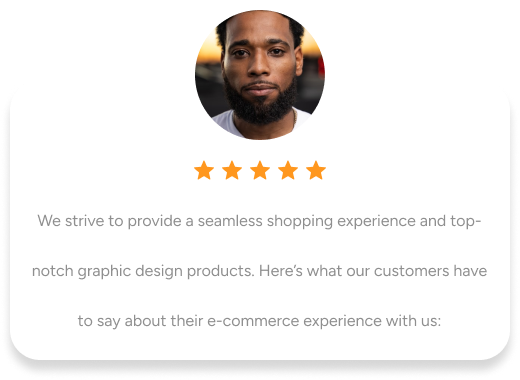 We strive to provide a seamless shopping experience and top-
notch graphic design products. Here’s what our customers have
to say about their e-commerce experience with us: